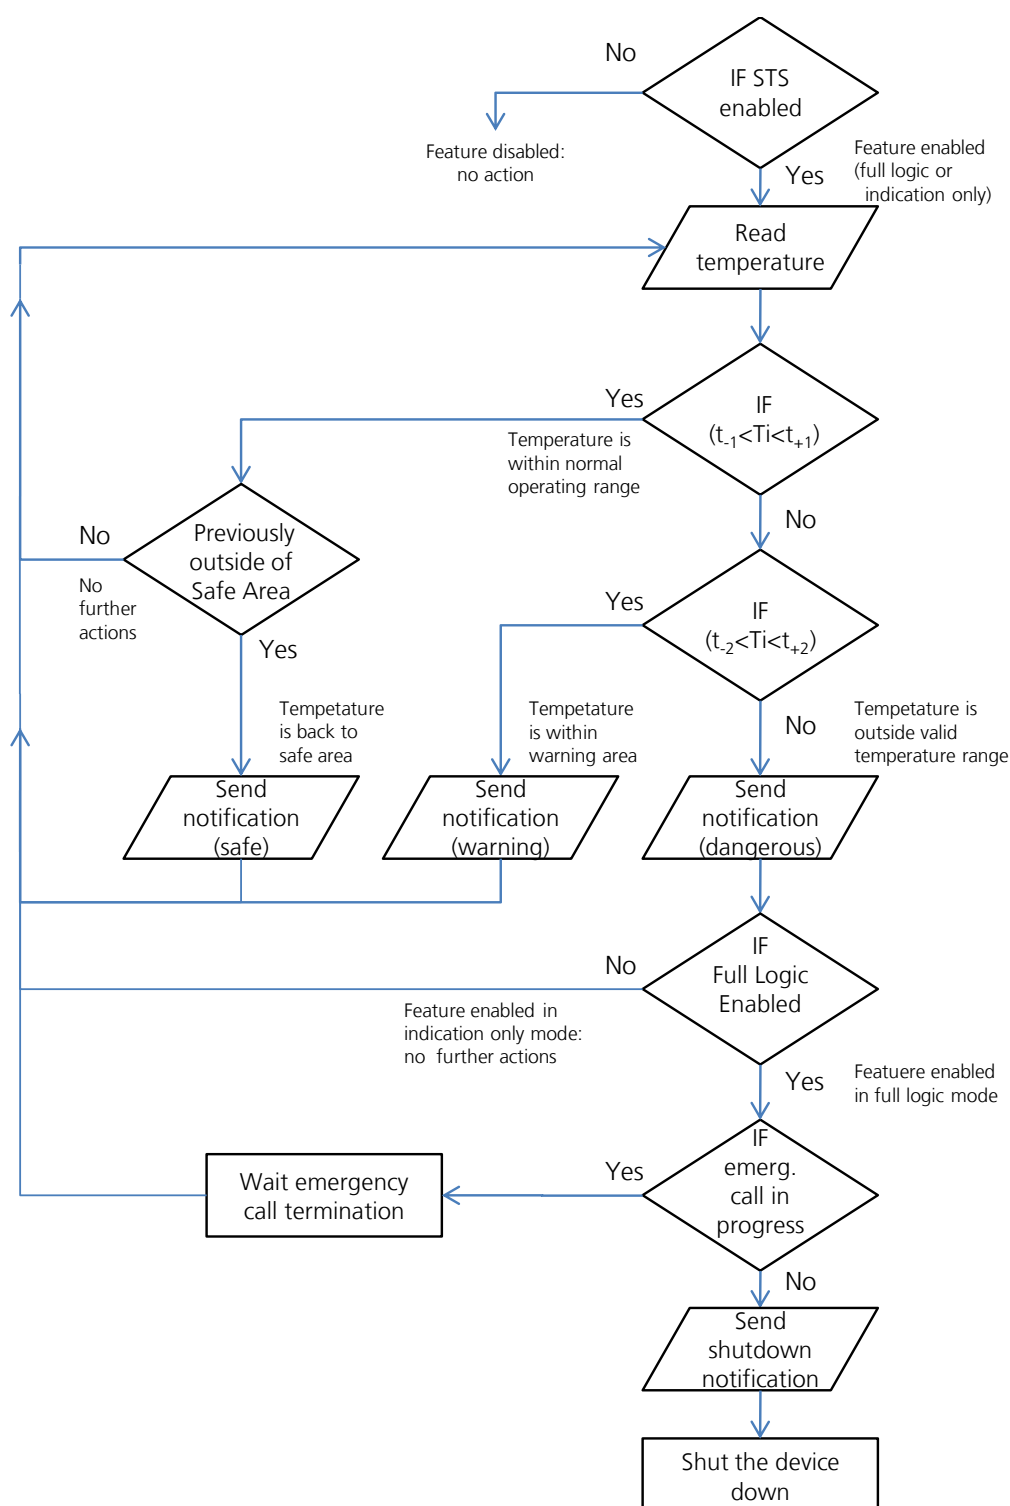 No
IF STS
enabled
Feature disabled:
no action
Yes
Feature enabled
(full logic or
indication only)
Read
temperature
Yes
IF
(t-1<Ti<t+1)
Temperature is
within normal
operating range
No
No
Previously
outside of
Safe Area
No
further
actions
Yes
Yes
IF
(t-2<Ti<t+2)
Tempetature
is back to
safe area
Tempetature
is within
warning area
No
Tempetature is
outside valid
temperature range
Send
notification
(safe)
Send
notification
(warning)
Send
notification
(dangerous)
No
IF
Full Logic
Enabled
Feature enabled in
indication only mode:
no further actions
Yes
Featuere enabled
in full logic mode
Wait emergency
call termination
Yes
IF
emerg.
call in
progress
No
Send
shutdown
notification
Shut the device
down